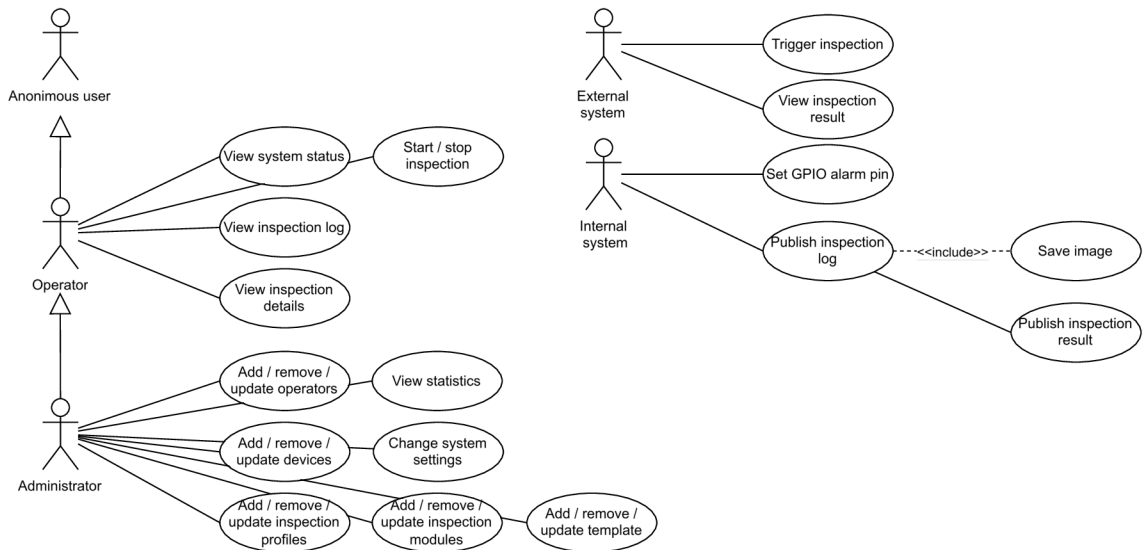 Anonimous user
Operator
Administrator
View system status
Start / stop
inspection
View inspection log
View inspection
details
Add / remove /
update operators
View statistics
Add / remove /
update devices
Change system
settings
Add / remove /
update inspection
profiles
Add / remove /
update inspection
modules
Add / remove /
update template
External
system
Trigger inspection
View inspection
result
Internal
system
Set GPIO alarm pin
Publish inspection
log
<<include>>
Save image
Publish inspection
result